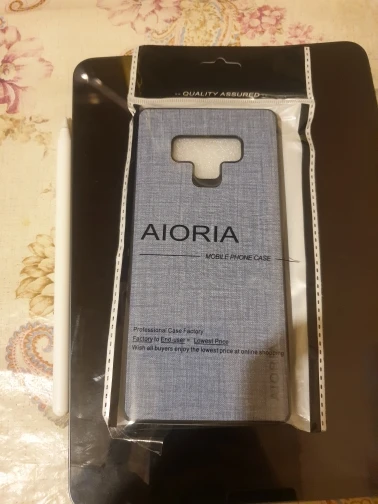 .. QUALITY ASSURED ..
AIORIA
MOBILE PHONE CASE
Professional Case Factory
Factory to End-user = Lowest Price
Wish all buyers enjoy the lowest price at online shopping
AIORIA